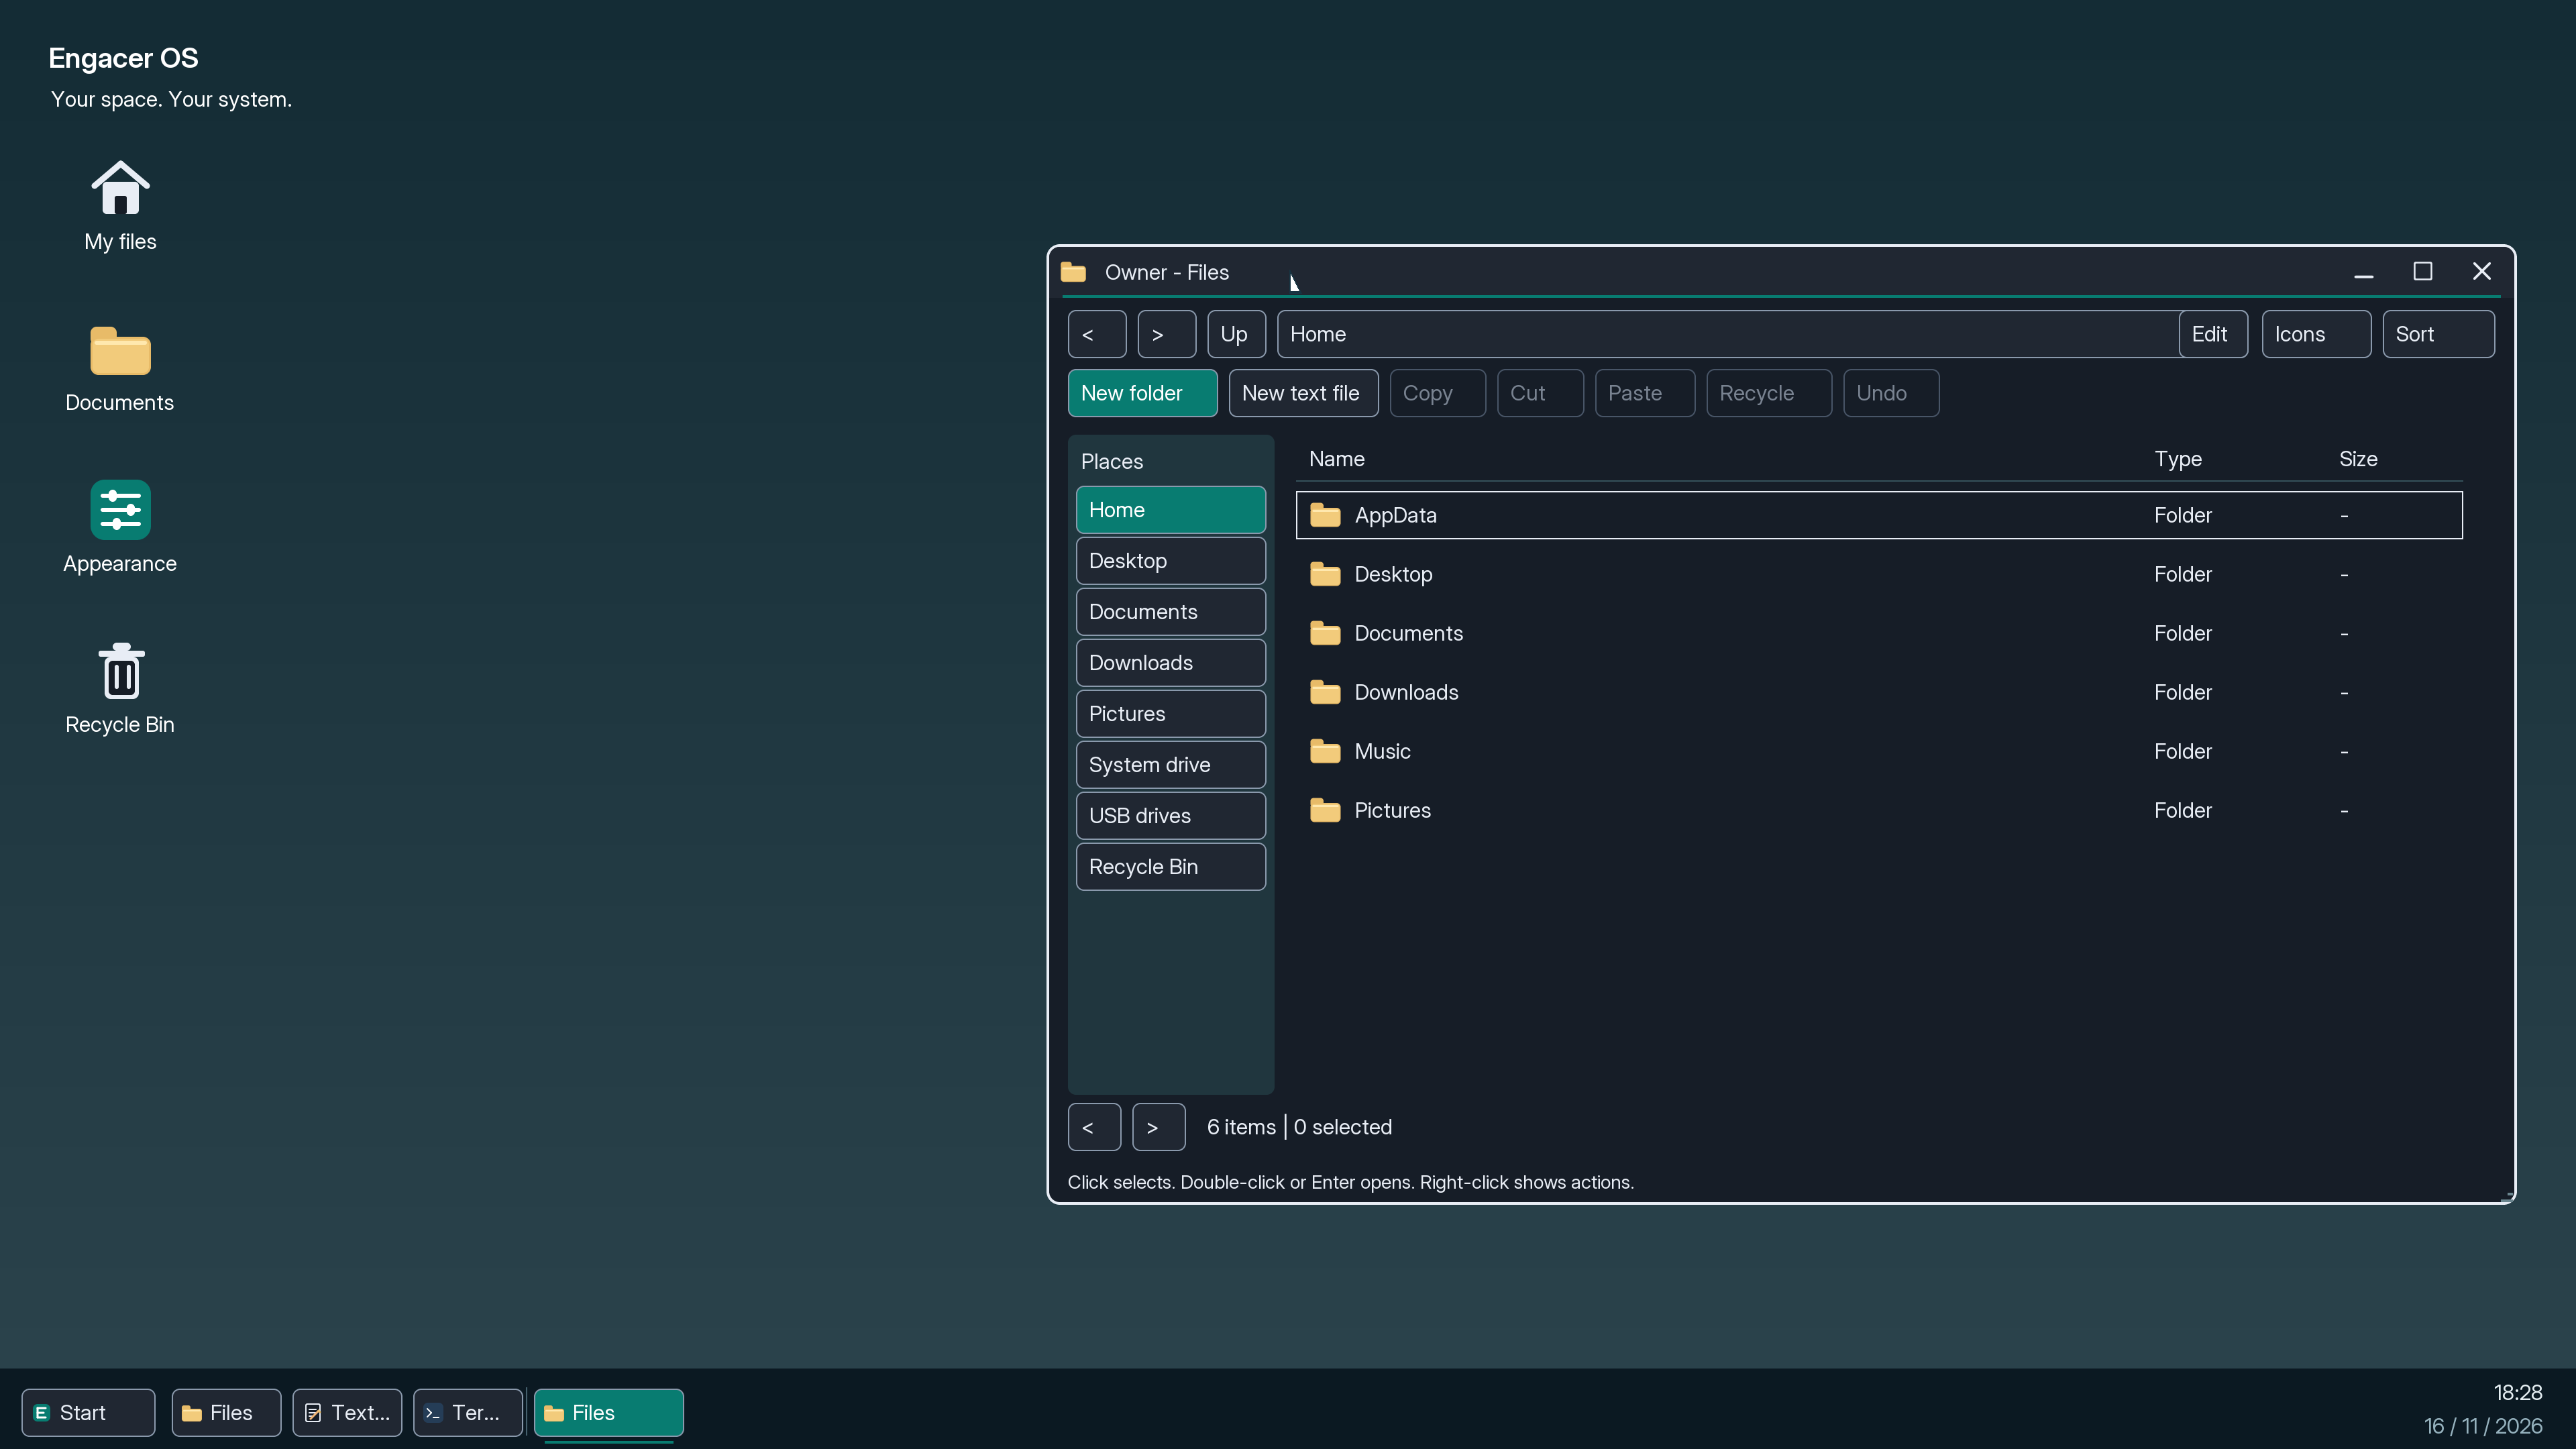 Engacer OS
Your space. Your system.
My files
Documents
Appearance
Recycle Bin
Owner - Files
< > Up Home Edit Icons Sort
New folder New text file Copy Cut Paste Recycle Undo
Places
Home
Desktop
Documents
Downloads
Pictures
System drive
USB drives
Recycle Bin
Name Type Size
AppData Folder -
Desktop Folder -
Documents Folder -
Downloads Folder -
Music Folder -
Pictures Folder -
< > 6 items | 0 selected
Click selects. Double-click or Enter opens. Right-click shows actions.
E Start Files Text... Ter... Files
18:28
16 / 11 / 2026